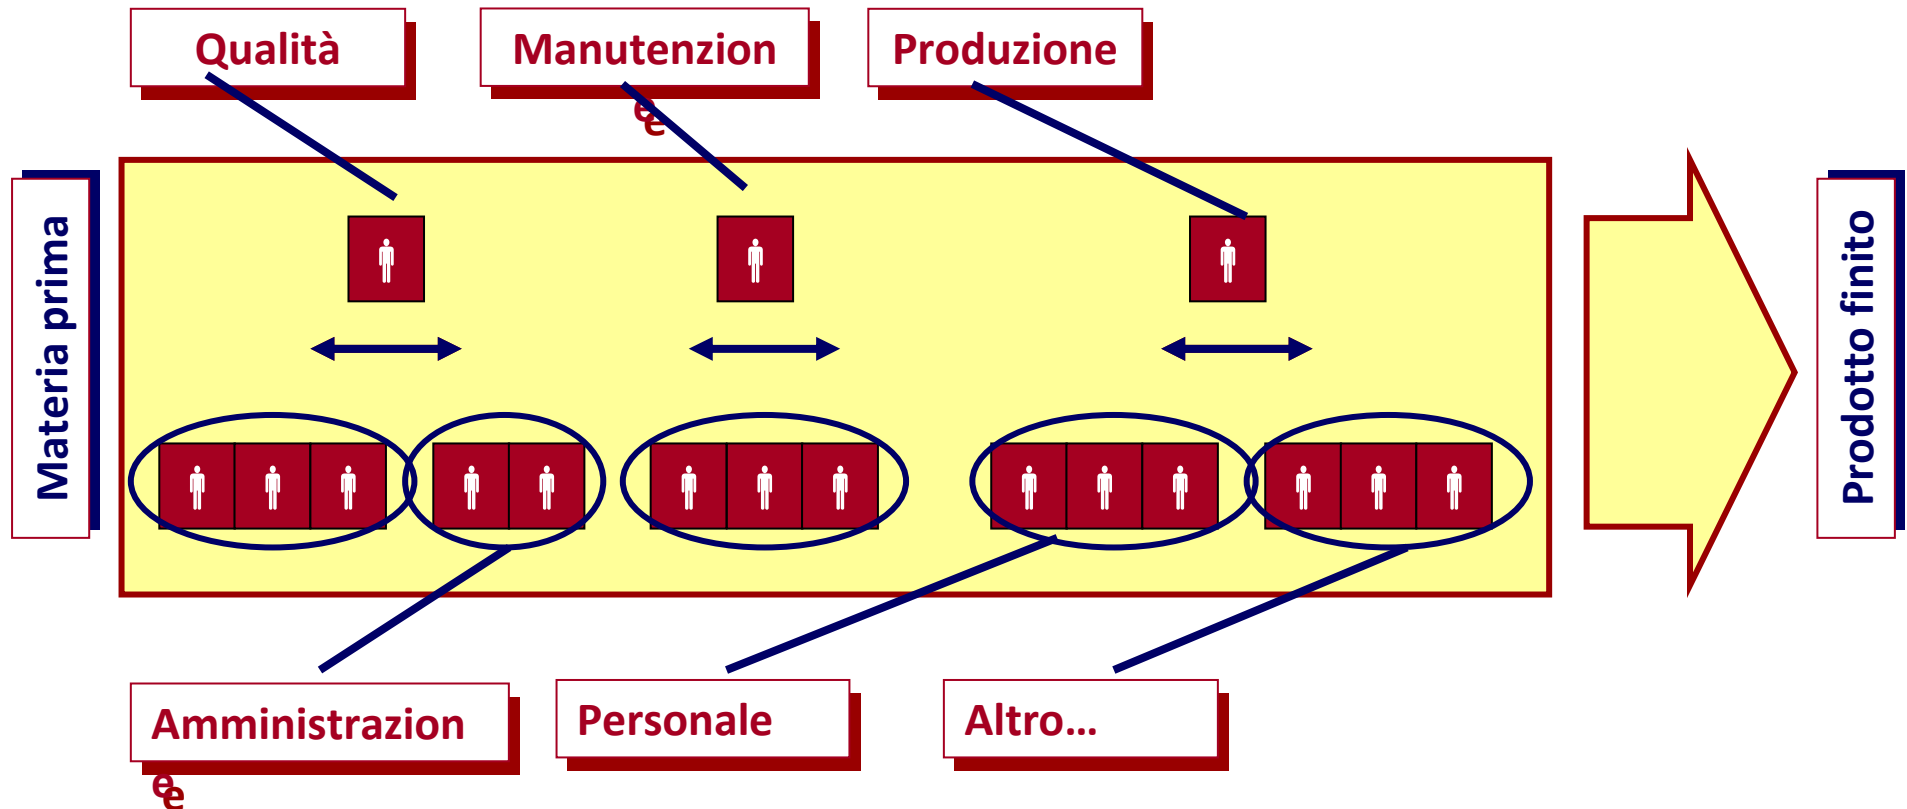 Qualità
Manutenzion
e
Produzione
Materia prima
Prodotto finito
Amministrazion
e
Personale
Altro...